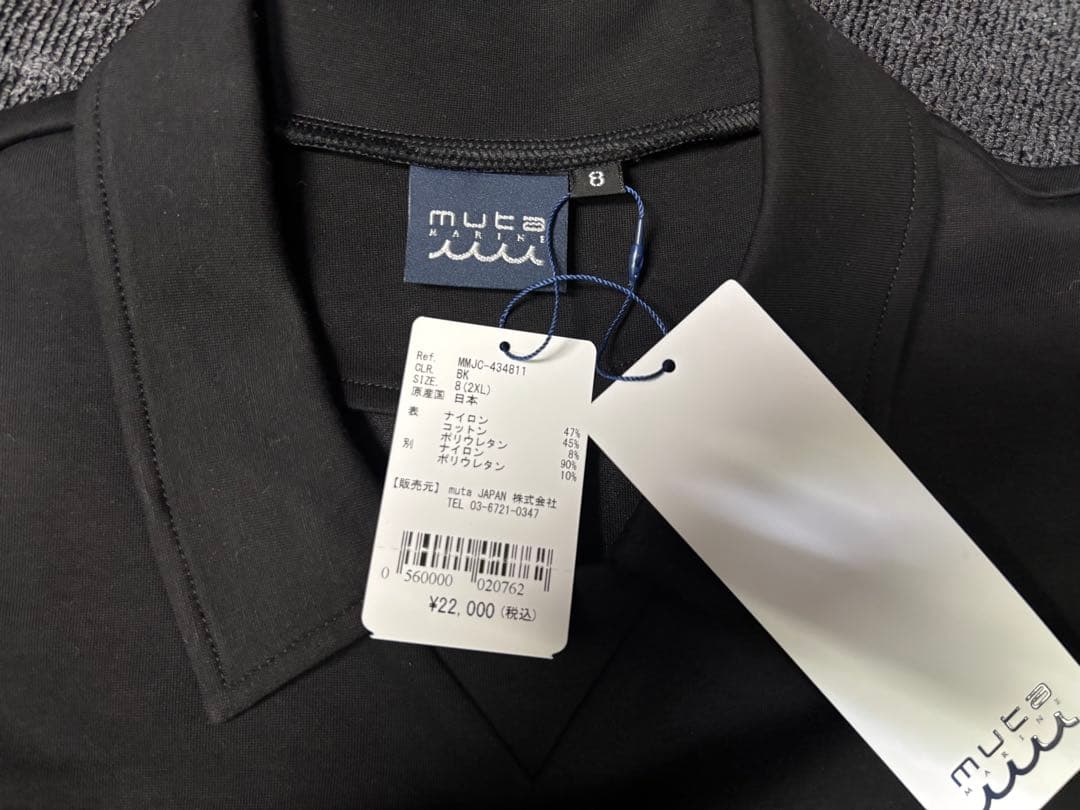 muta
MARINE
8
Ref. MMJC-434811
CLR. BK
SIZE. 8(2XL)
原産国 日本
表 ナイロン 47%
コットン 45%
ポリウレタン 8%
別 ナイロン 90%
ポリウレタン 10%
【販売元】 muta JAPAN 株式会社
TEL 03-6721-0347
0 560000 020762
¥22,000(税込)
muta
MARINE